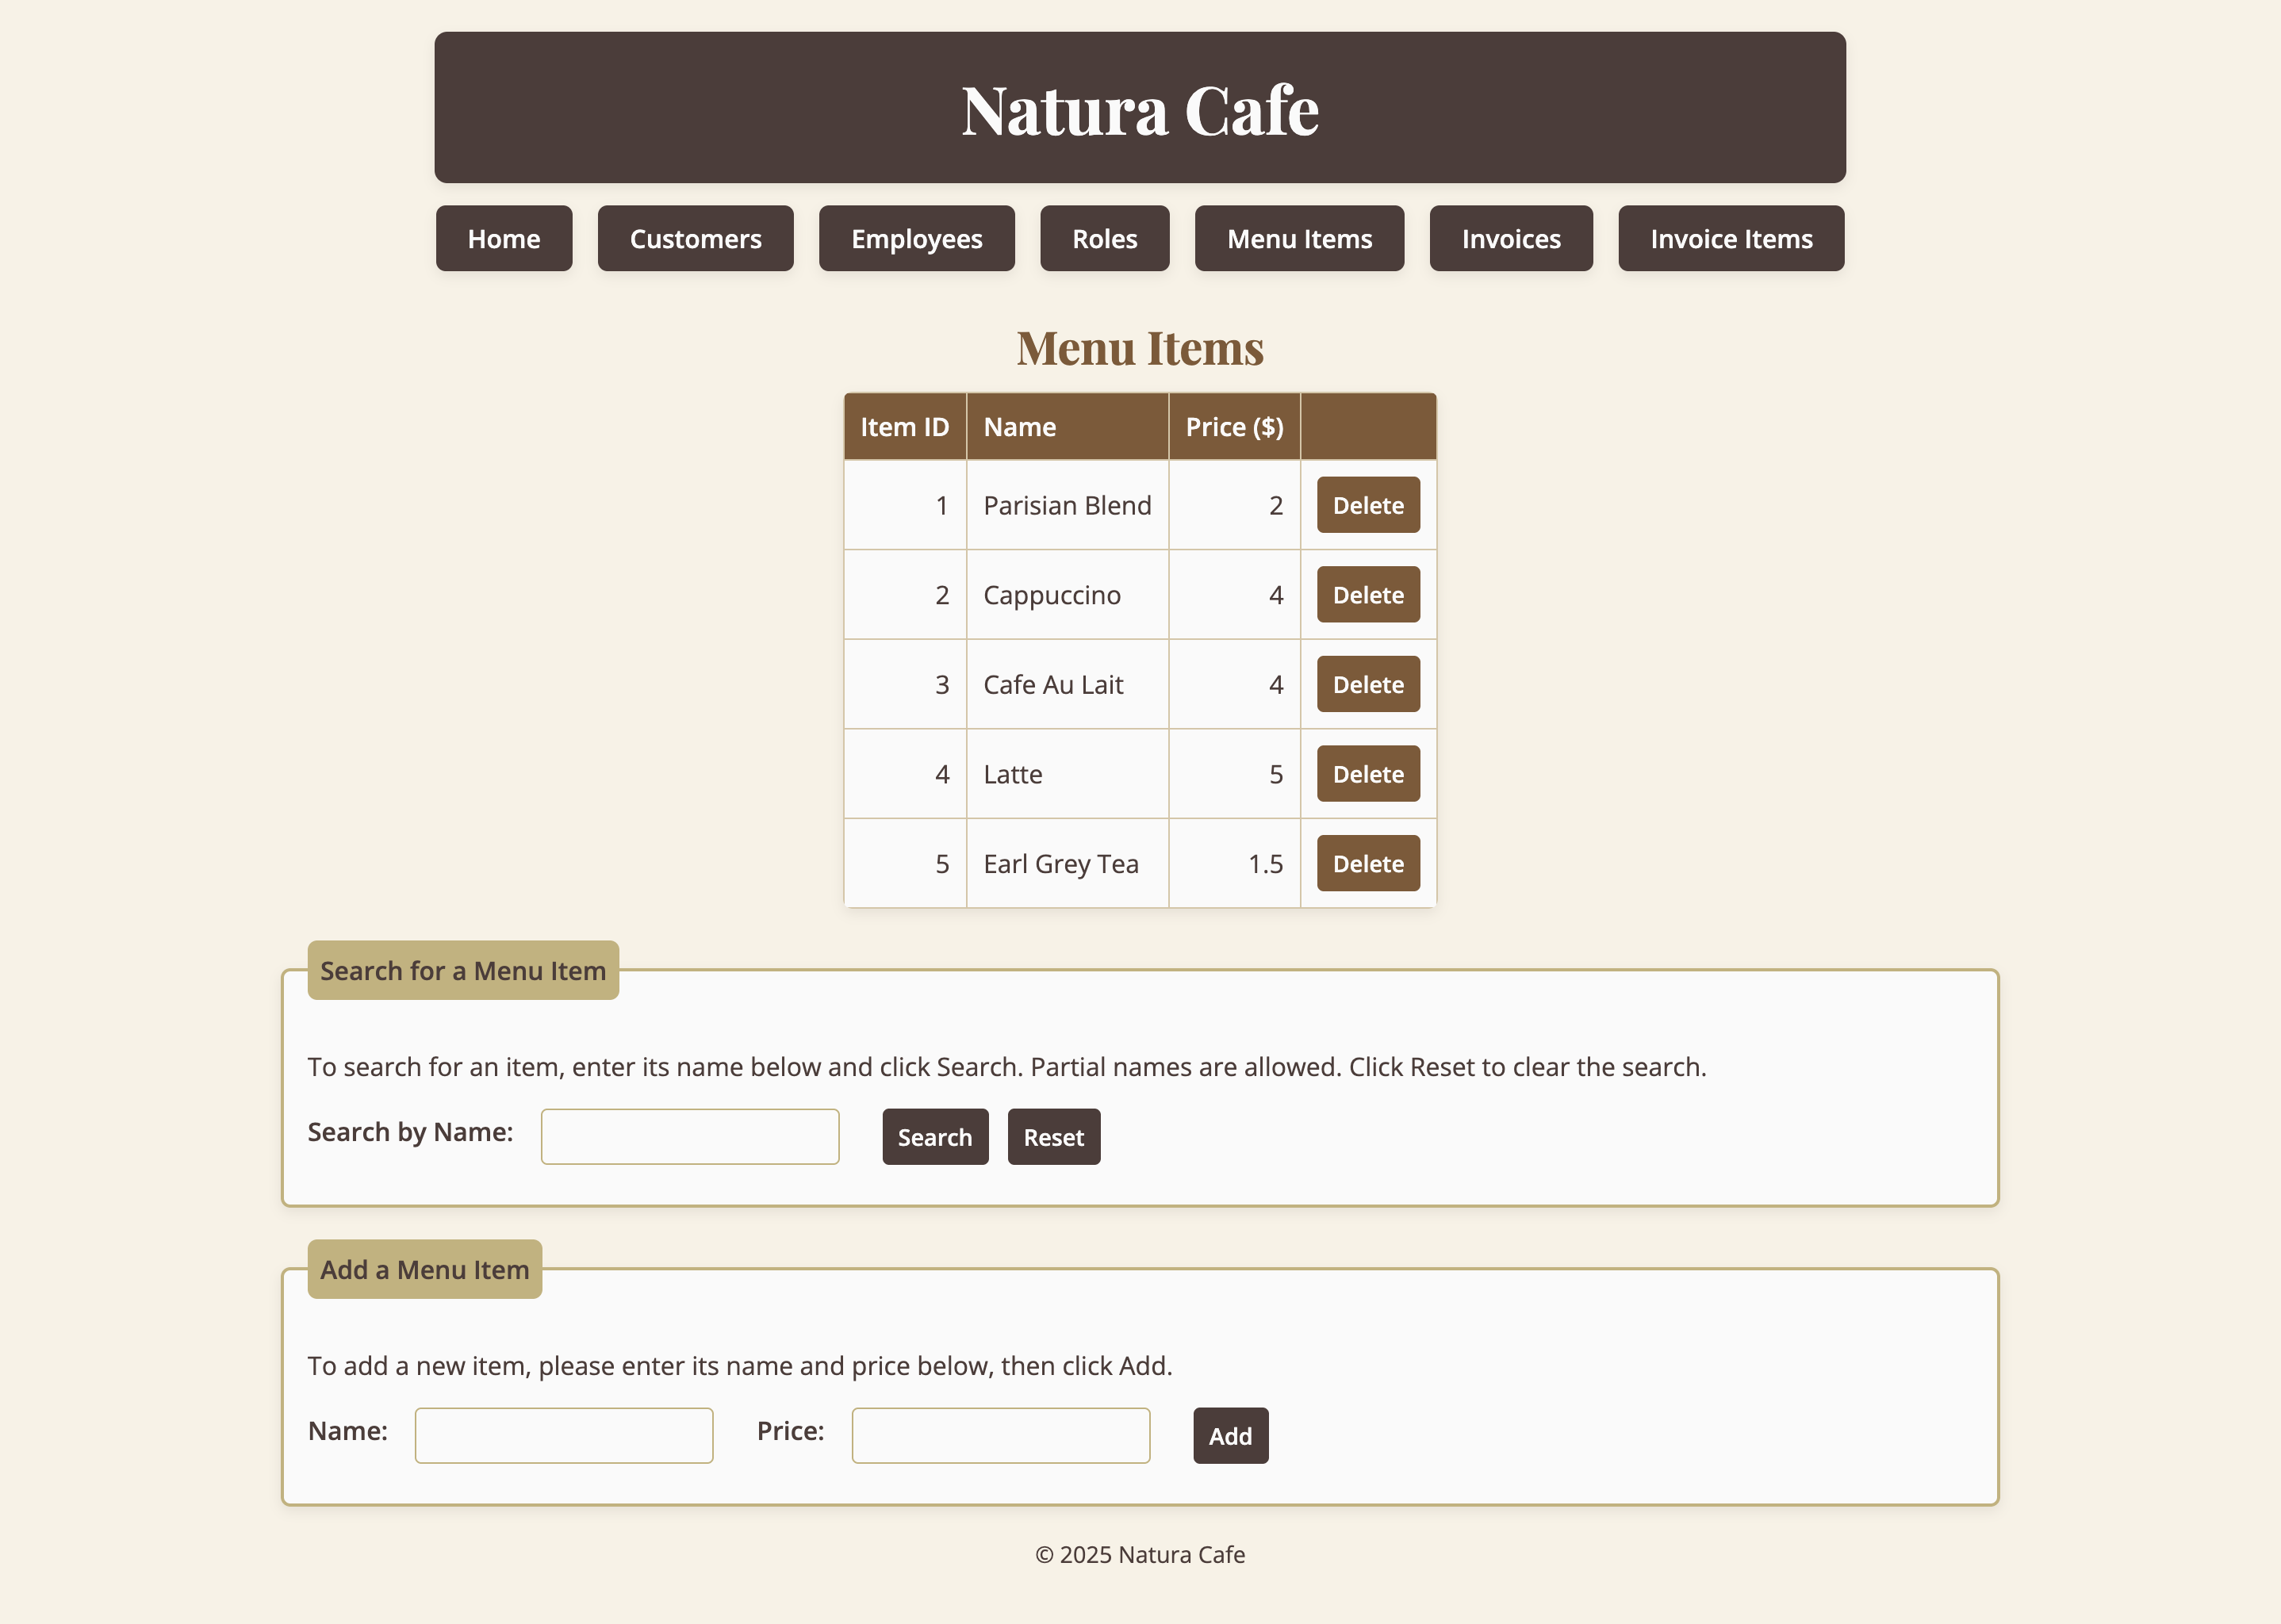 Natura Cafe
Home Customers Employees Roles Menu Items Invoices Invoice Items
Menu Items
Item ID Name Price ($)
1 Parisian Blend 2 Delete
2 Cappuccino 4 Delete
3 Cafe Au Lait 4 Delete
4 Latte 5 Delete
5 Earl Grey Tea 1.5 Delete
Search for a Menu Item
To search for an item, enter its name below and click Search. Partial names are allowed. Click Reset to clear the search.
Search by Name: Search Reset
Add a Menu Item
To add a new item, please enter its name and price below, then click Add.
Name: Price: Add
© 2025 Natura Cafe